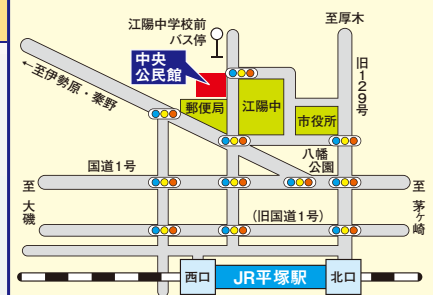 江陽中学校前
バス停
至厚木
中央
公民館
旧129号
←至伊勢原・秦野
郵便局
江陽中
市役所
八幡
公園
国道1号
至大磯
至茅ヶ崎
(旧国道1号)
西口
JR平塚駅
北口